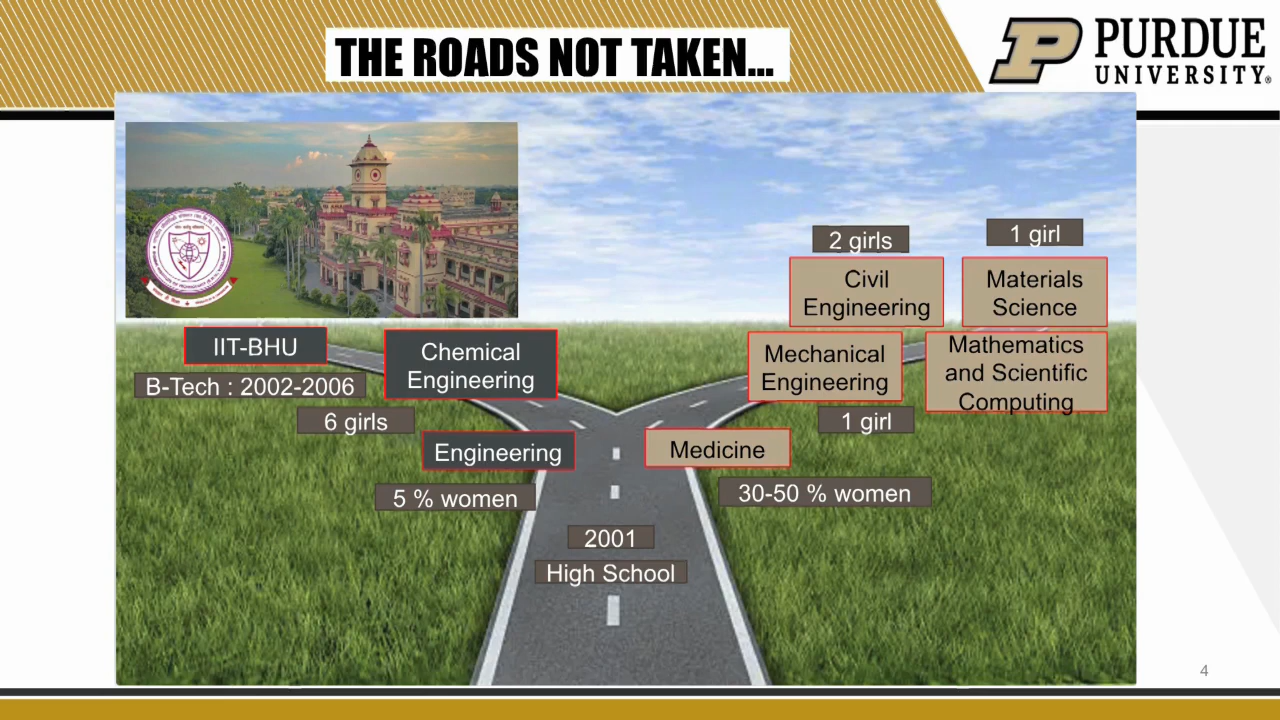 THE ROADS NOT TAKEN...
PURDUE
UNIVERSITY®
2 girls
1 girl
Civil
Engineering
Materials
Science
IIT-BHU
Chemical
Engineering
Mechanical
Engineering
Mathematics
and Scientific
Computing
B-Tech : 2002-2006
6 girls
1 girl
Engineering
Medicine
5 % women
30-50 % women
2001
High School
4